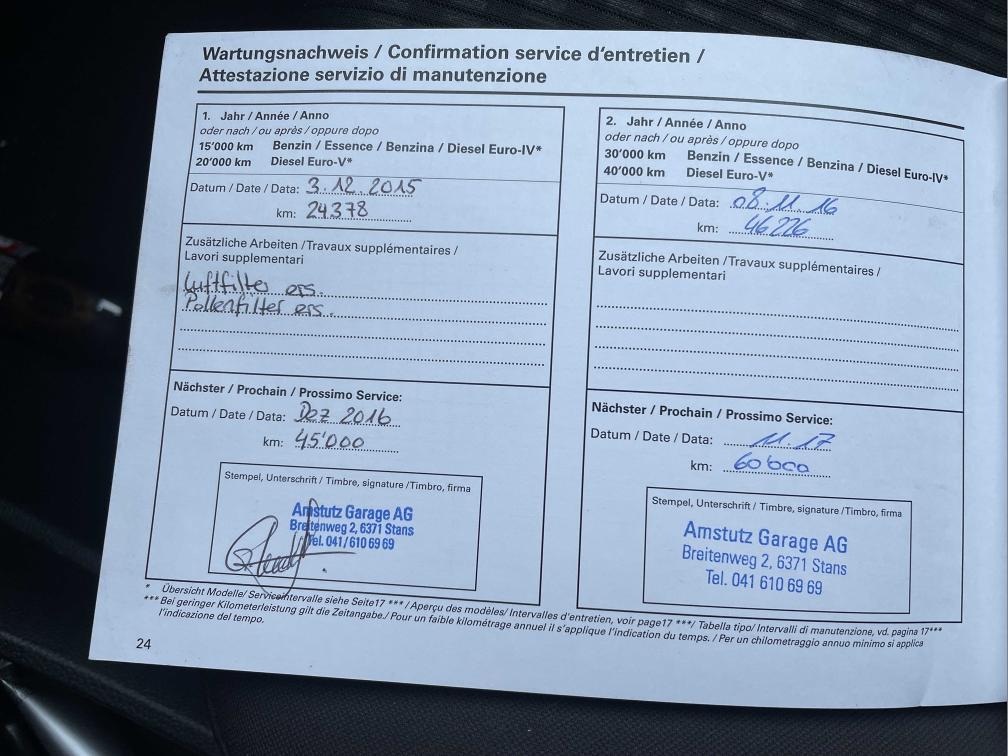 Wartungsnachweis / Confirmation service d'entretien /
Attestazione servizio di manutenzione
1. Jahr / Année / Anno
oder nach / ou après / oppure dopo
15'000 km Benzin / Essence / Benzina / Diesel Euro-IV*
20'000 km Diesel Euro-V*
Datum / Date / Data: 3.12.2015
km: 24378
Zusätzliche Arbeiten / Travaux supplémentaires /
Lavori supplementari
Luftfilter ers.
Pollenfilter ers.
Nächster / Prochain / Prossimo Service:
Datum / Date / Data: Dez 2016
km: 45'000
Stempel, Unterschrift / Timbre, signature / Timbro, firma
Amstutz Garage AG
Breitenweg 2, 6371 Stans
Tel. 041/610 69 69
2. Jahr / Année / Anno
oder nach / ou après / oppure dopo
30'000 km Benzin / Essence / Benzina / Diesel Euro-IV*
40'000 km Diesel Euro-V*
Datum / Date / Data: 08.11.16
km: 46226
Zusätzliche Arbeiten / Travaux supplémentaires /
Lavori supplementari
Nächster / Prochain / Prossimo Service:
Datum / Date / Data: 11.17
km:
Stempel, Unterschrift / Timbre, signature / Timbro, firma
Amstutz Garage AG
Breitenweg 2, 6371 Stans
Tel. 041 610 69 69
* Übersicht Modelle/ Serviceintervalle siehe Seite17 *** / Aperçu des modèles/ Intervalles d'entretien, voir page17 ***/ Tabella tipo/ Intervalli di manutenzione, vd. pagina 17***
*** Bei geringer Kilometerleistung gilt die Zeitangabe./ Pour un faible kilométrage annuel il s'applique l'indication du temps. / Per un chilometraggio annuo minimo si applica
l'indicazione del tempo.
24